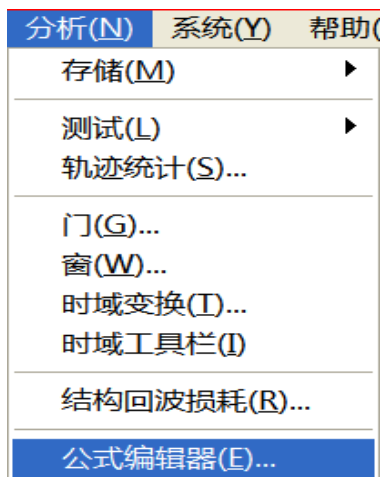 分析(N) 系统(Y) 帮助(
存储(M)
测试(L)
轨迹统计(S)...
门(G)...
窗(W)...
时域变换(T)...
时域工具栏(I)
结构回波损耗(R)...
公式编辑器(E)...